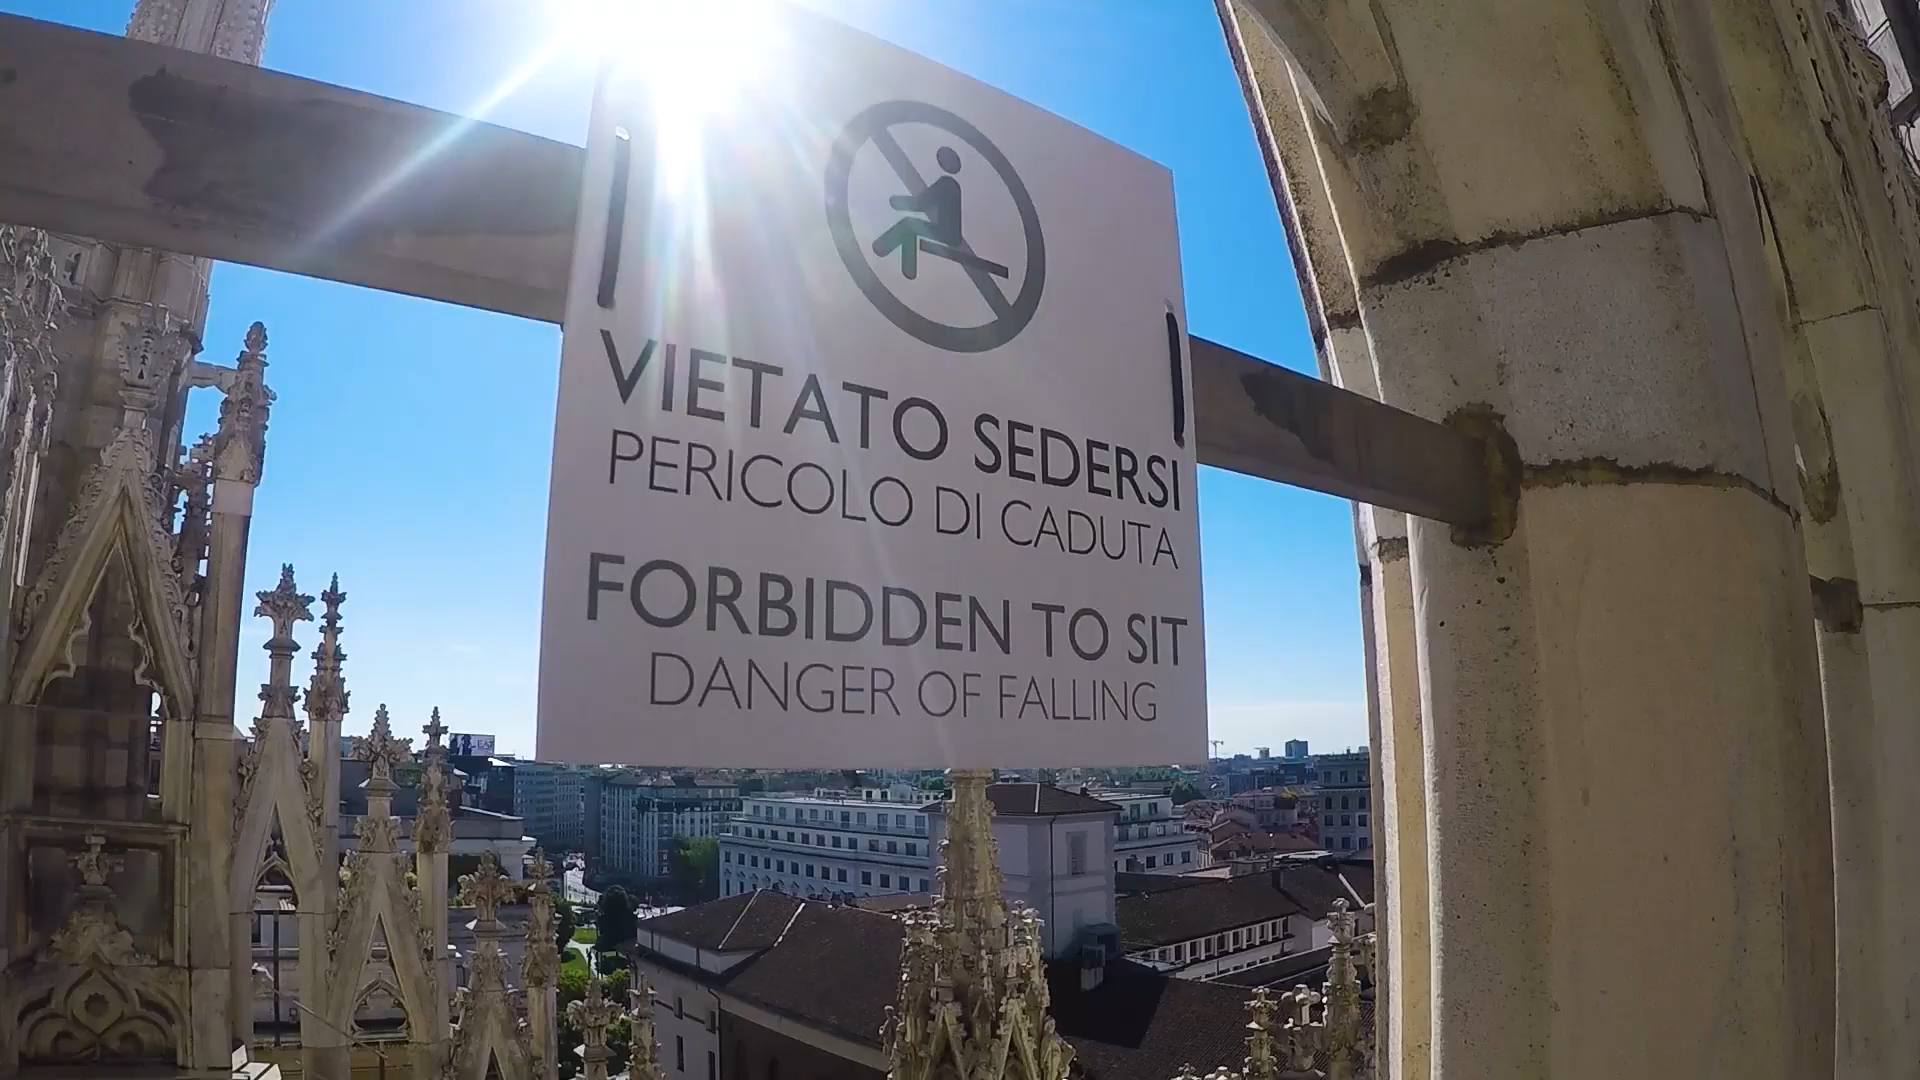 VIETATO SEDERSI
PERICOLO DI CADUTA
FORBIDDEN TO SIT
DANGER OF FALLING